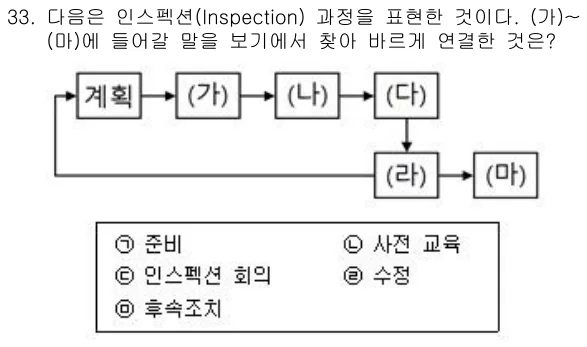 33. 다음은 인스펙션(Inspection) 과정을 표현한 것이다. (가)~
(마)에 들어갈 말을 보기에서 찾아 바르게 연결한 것은?
계획 (가) (나) (다)
(라) (마)
㉠ 준비 ㉡ 사전 교육
㉢ 인스펙션 회의 ㉣ 수정
㉤ 후속조치